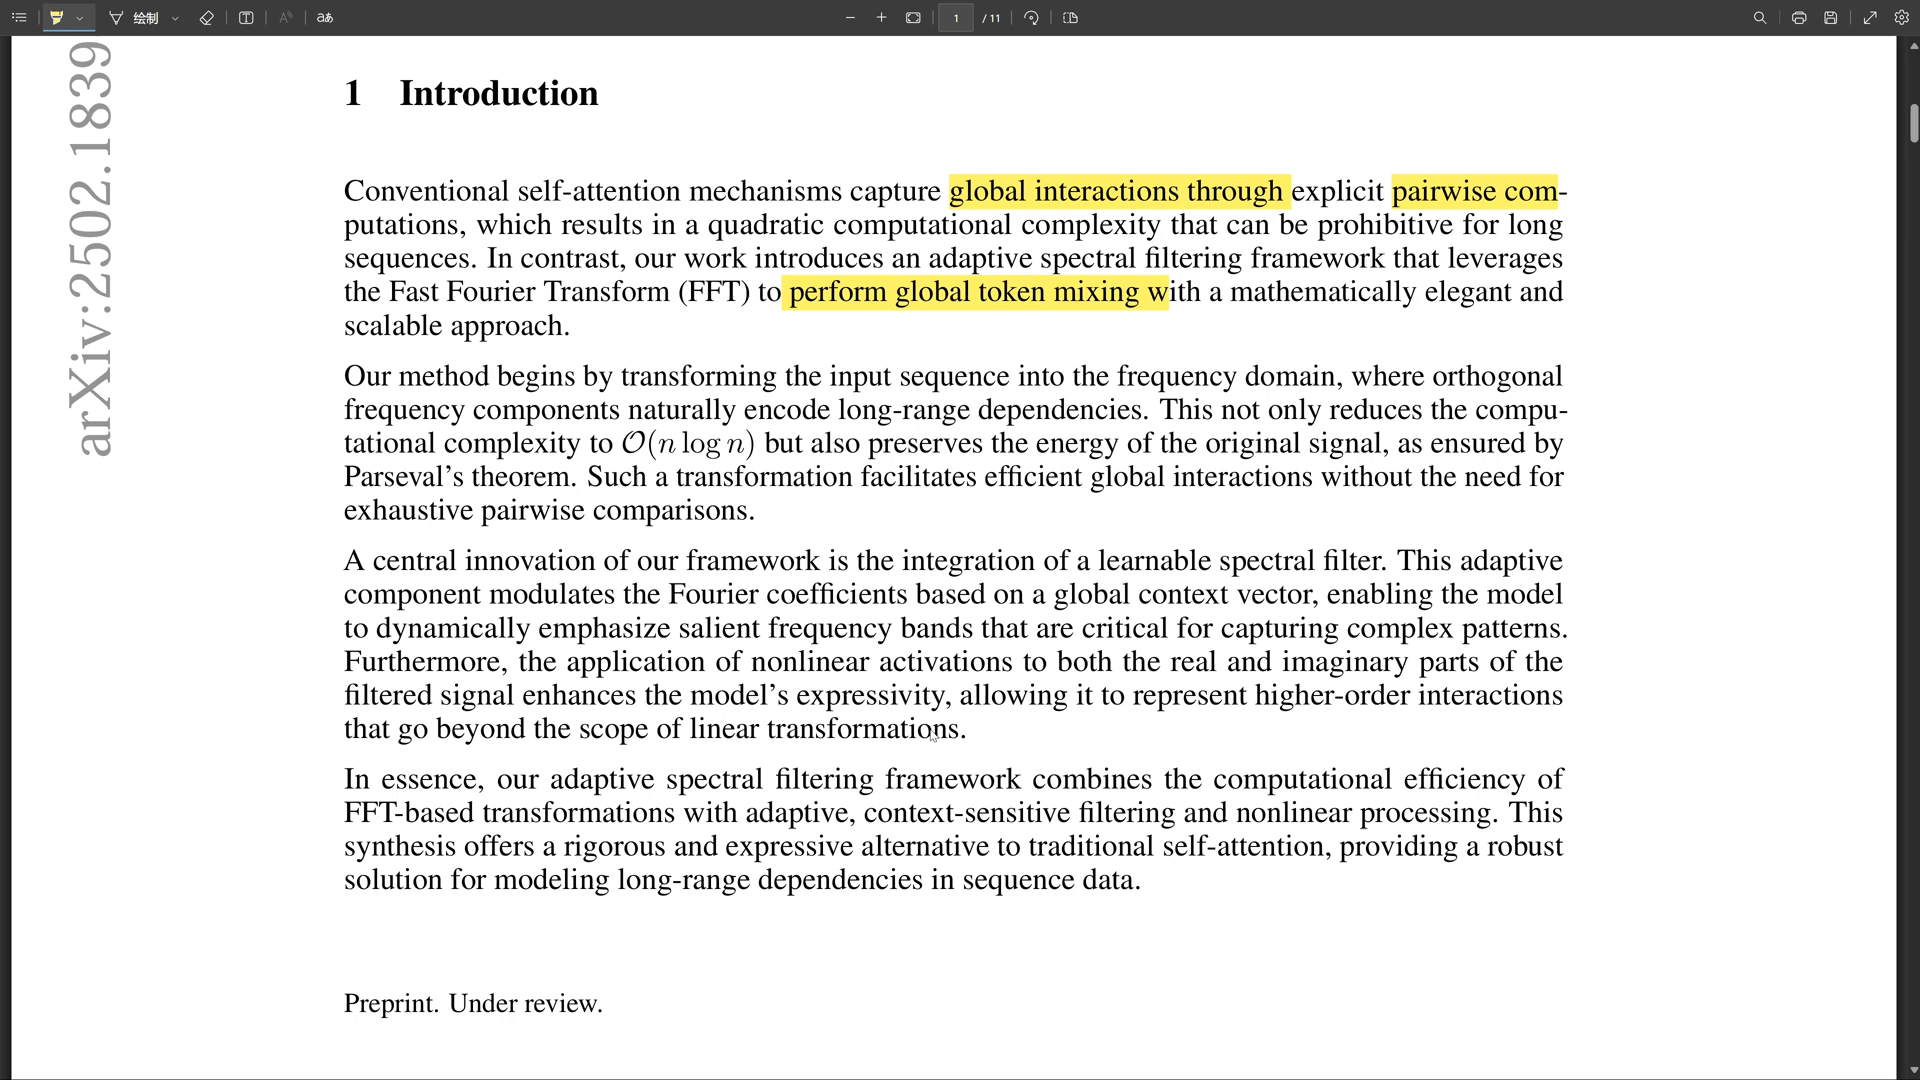 绘制
aあ
1
/ 11
arXiv:2502.1839
1 Introduction
Conventional self-attention mechanisms capture global interactions through explicit pairwise com-
putations, which results in a quadratic computational complexity that can be prohibitive for long
sequences. In contrast, our work introduces an adaptive spectral filtering framework that leverages
the Fast Fourier Transform (FFT) to perform global token mixing with a mathematically elegant and
scalable approach.
Our method begins by transforming the input sequence into the frequency domain, where orthogonal
frequency components naturally encode long-range dependencies. This not only reduces the compu-
tational complexity to O(n log n) but also preserves the energy of the original signal, as ensured by
Parseval's theorem. Such a transformation facilitates efficient global interactions without the need for
exhaustive pairwise comparisons.
A central innovation of our framework is the integration of a learnable spectral filter. This adaptive
component modulates the Fourier coefficients based on a global context vector, enabling the model
to dynamically emphasize salient frequency bands that are critical for capturing complex patterns.
Furthermore, the application of nonlinear activations to both the real and imaginary parts of the
filtered signal enhances the model's expressivity, allowing it to represent higher-order interactions
that go beyond the scope of linear transformations.
In essence, our adaptive spectral filtering framework combines the computational efficiency of
FFT-based transformations with adaptive, context-sensitive filtering and nonlinear processing. This
synthesis offers a rigorous and expressive alternative to traditional self-attention, providing a robust
solution for modeling long-range dependencies in sequence data.
Preprint. Under review.